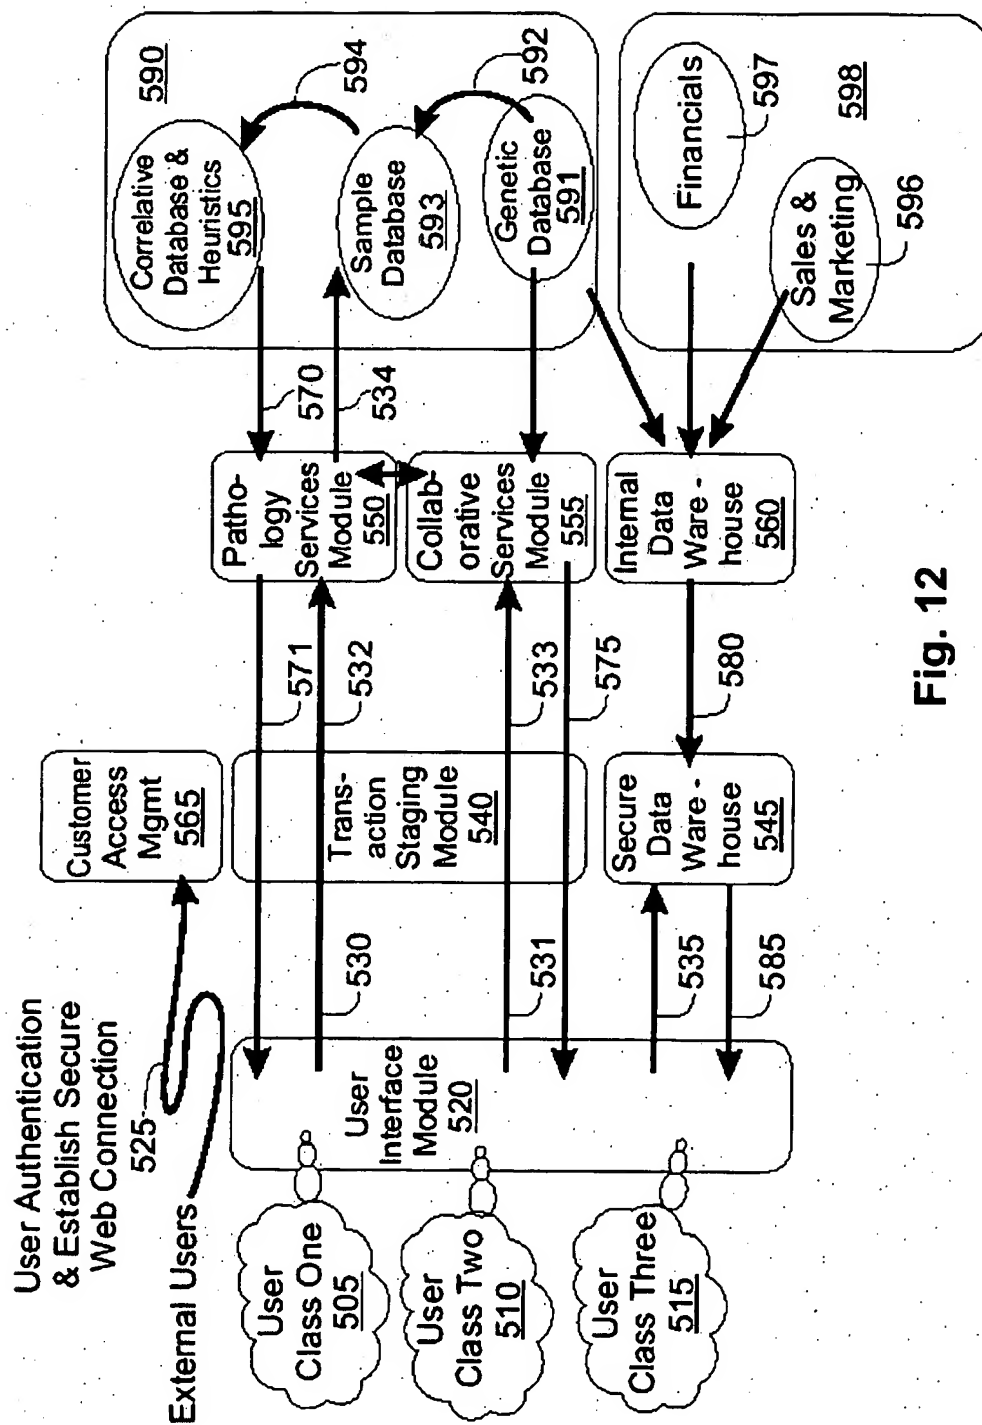 User Authentication
& Establish Secure
Web Connection
525
External Users
Customer
Access
Mgmt
565
User
Class One
505
User
Class Two
510
User
Class Three
515
User
Interface
Module
520
530
531
535
585
Trans-
action
Staging
Module
540
Secure
Data
Ware -
house
545
571
532
533
575
580
Patho-
logy
Services
Module
550
Collab-
orative
Services
Module
555
Internal
Data
Ware -
house
560
570
534
590
Correlative
Database &
Heuristics
595
594
Sample
Database
593
592
Genetic
Database
591
Financials
597
Sales &
Marketing
596
598
Fig. 12